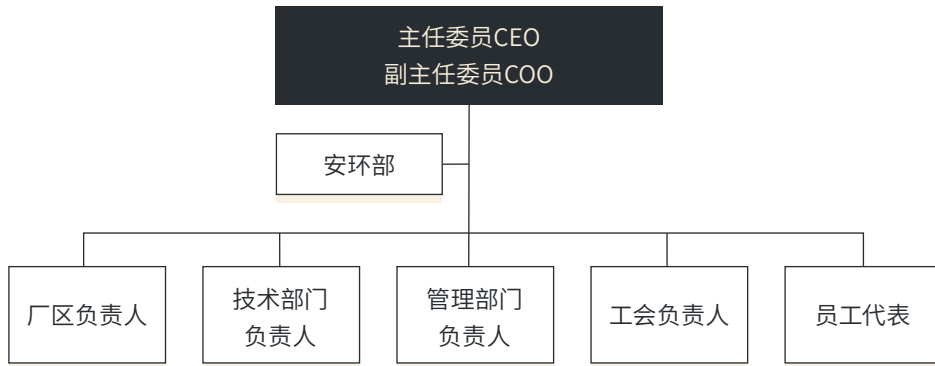 主任委员CEO
副主任委员COO
安环部
厂区负责人
技术部门
负责人
管理部门
负责人
工会负责人
员工代表